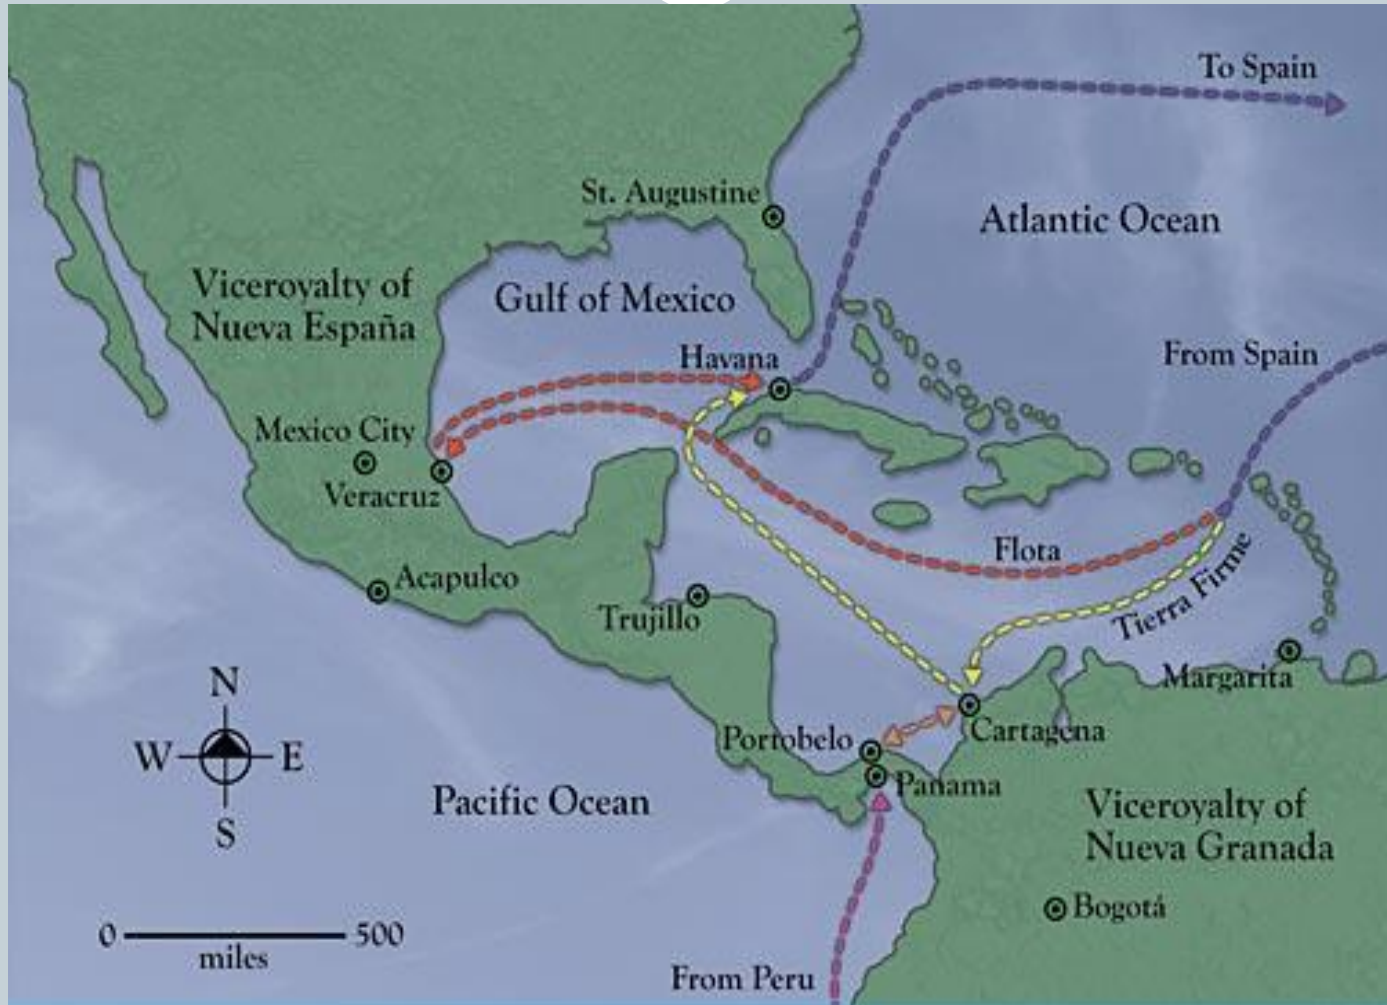 To Spain
St. Augustine
Atlantic Ocean
Viceroyalty of
Nueva España
Gulf of Mexico
Havana
From Spain
Mexico City
Veracruz
Flota
Tierra Firme
Acapulco
Trujillo
Margarita
N
W E
S
Portobelo
Cartagena
Panama
Pacific Ocean
Viceroyalty of
Nueva Granada
Bogotá
0 500
miles
From Peru